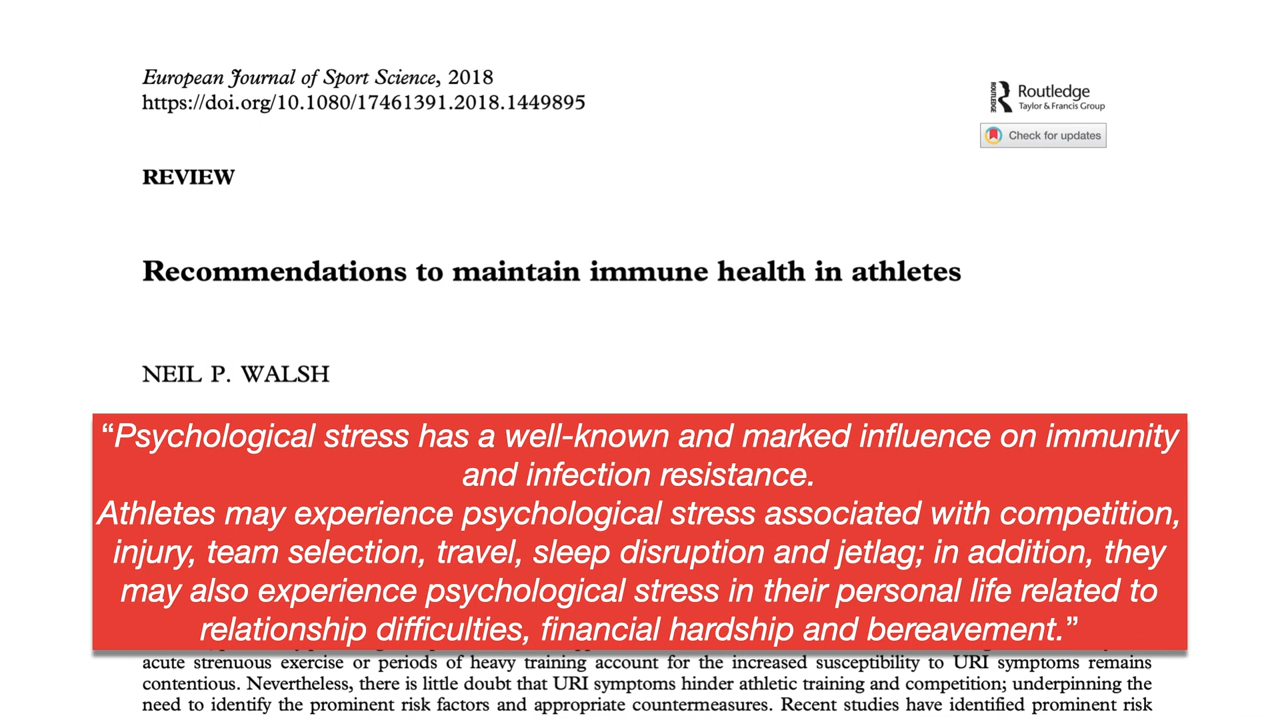 European Journal of Sport Science, 2018
https://doi.org/10.1080/17461391.2018.1449895
ROUTLEDGE
Routledge
Taylor & Francis Group
Check for updates
REVIEW
Recommendations to maintain immune health in athletes
NEIL P. WALSH
“Psychological stress has a well-known and marked influence on immunity
and infection resistance.
Athletes may experience psychological stress associated with competition,
injury, team selection, travel, sleep disruption and jetlag; in addition, they
may also experience psychological stress in their personal life related to
relationship difficulties, financial hardship and bereavement.”
acute strenuous exercise or periods of heavy training account for the increased susceptibility to URI symptoms remains
contentious. Nevertheless, there is little doubt that URI symptoms hinder athletic training and competition; underpinning the
need to identify the prominent risk factors and appropriate countermeasures. Recent studies have identified prominent risk